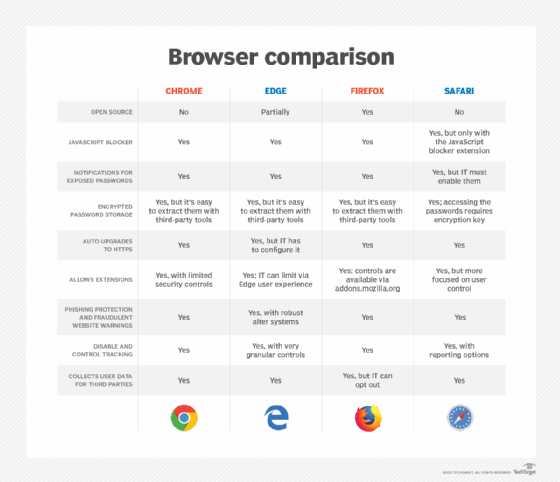 Browser comparison
CHROME EDGE FIREFOX SAFARI
OPEN SOURCE No Partially Yes No
JAVASCRIPT BLOCKER Yes Yes Yes Yes, but only with
the JavaScript
blocker extension
NOTIFICATIONS FOR
EXPOSED PASSWORDS Yes Yes Yes Yes, but IT must
enable them
ENCRYPTED
PASSWORD STORAGE Yes, but it's easy
to extract them with
third-party tools
Yes, but it's easy
to extract them with
third-party tools
Yes, but it's easy
to extract them with
third-party tools
Yes; accessing the
passwords requires
encryption key
AUTO UPGRADES
TO HTTPS Yes Yes, but IT has
to configure it
Yes Yes
ALLOWS EXTENSIONS Yes, with limited
security controls
Yes; IT can limit via
Edge user experience
Yes; controls are
available via
addons.mozilla.org
Yes, but more
focused on user
control
PHISHING PROTECTION
AND FRAUDULENT
WEBSITE WARNINGS Yes Yes, with robust
alter systems
Yes Yes
DISABLE AND
CONTROL TRACKING Yes Yes, with very
granular controls
Yes Yes, with
reporting options
COLLECTS USER DATA
FOR THIRD PARTIES Yes Yes Yes, but IT can
opt out
Yes
TechTarget